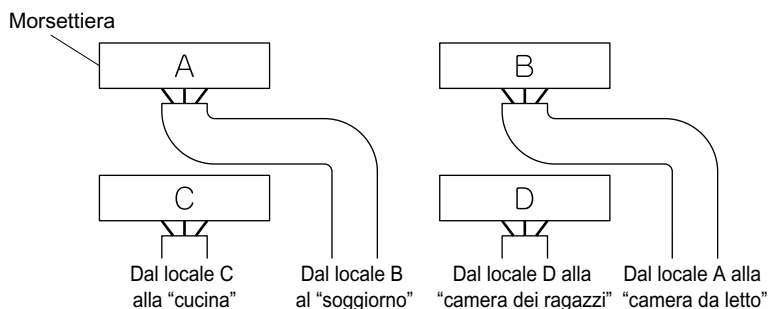 Morsettiera
A
B
C
D
Dal locale C
alla “cucina”
Dal locale B
al “soggiorno”
Dal locale D alla
“camera dei ragazzi”
Dal locale A alla
“camera da letto”